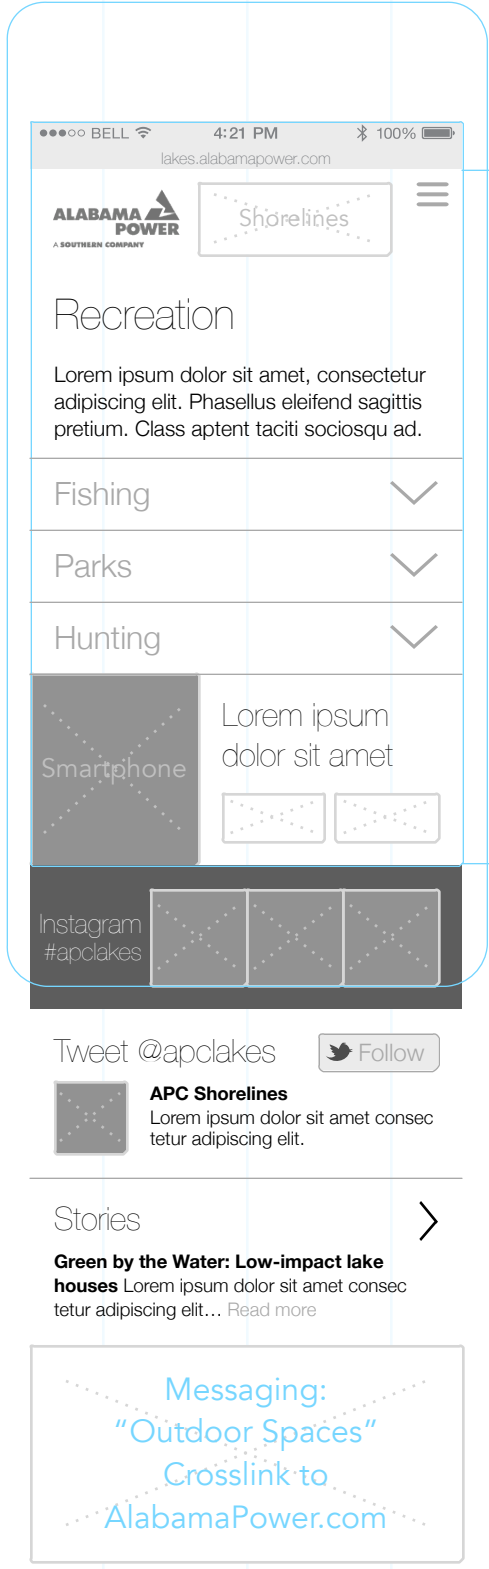 BELL 4:21 PM 100%
lakes.alabamapower.com
ALABAMA
POWER
A SOUTHERN COMPANY
Shorelines
Recreation
Lorem ipsum dolor sit amet, consectetur
adipiscing elit. Phasellus eleifend sagittis
pretium. Class aptent taciti sociosqu ad.
Fishing
Parks
Hunting
Smartphone
Lorem ipsum
dolor sit amet
Instagram
#apclakes
Tweet @apclakes
Follow
APC Shorelines
Lorem ipsum dolor sit amet consec
tetur adipiscing elit.
Stories
Green by the Water: Low-impact lake
houses Lorem ipsum dolor sit amet consec
tetur adipiscing elit… Read more
Messaging:
“Outdoor Spaces”
Crosslink to
AlabamaPower.com